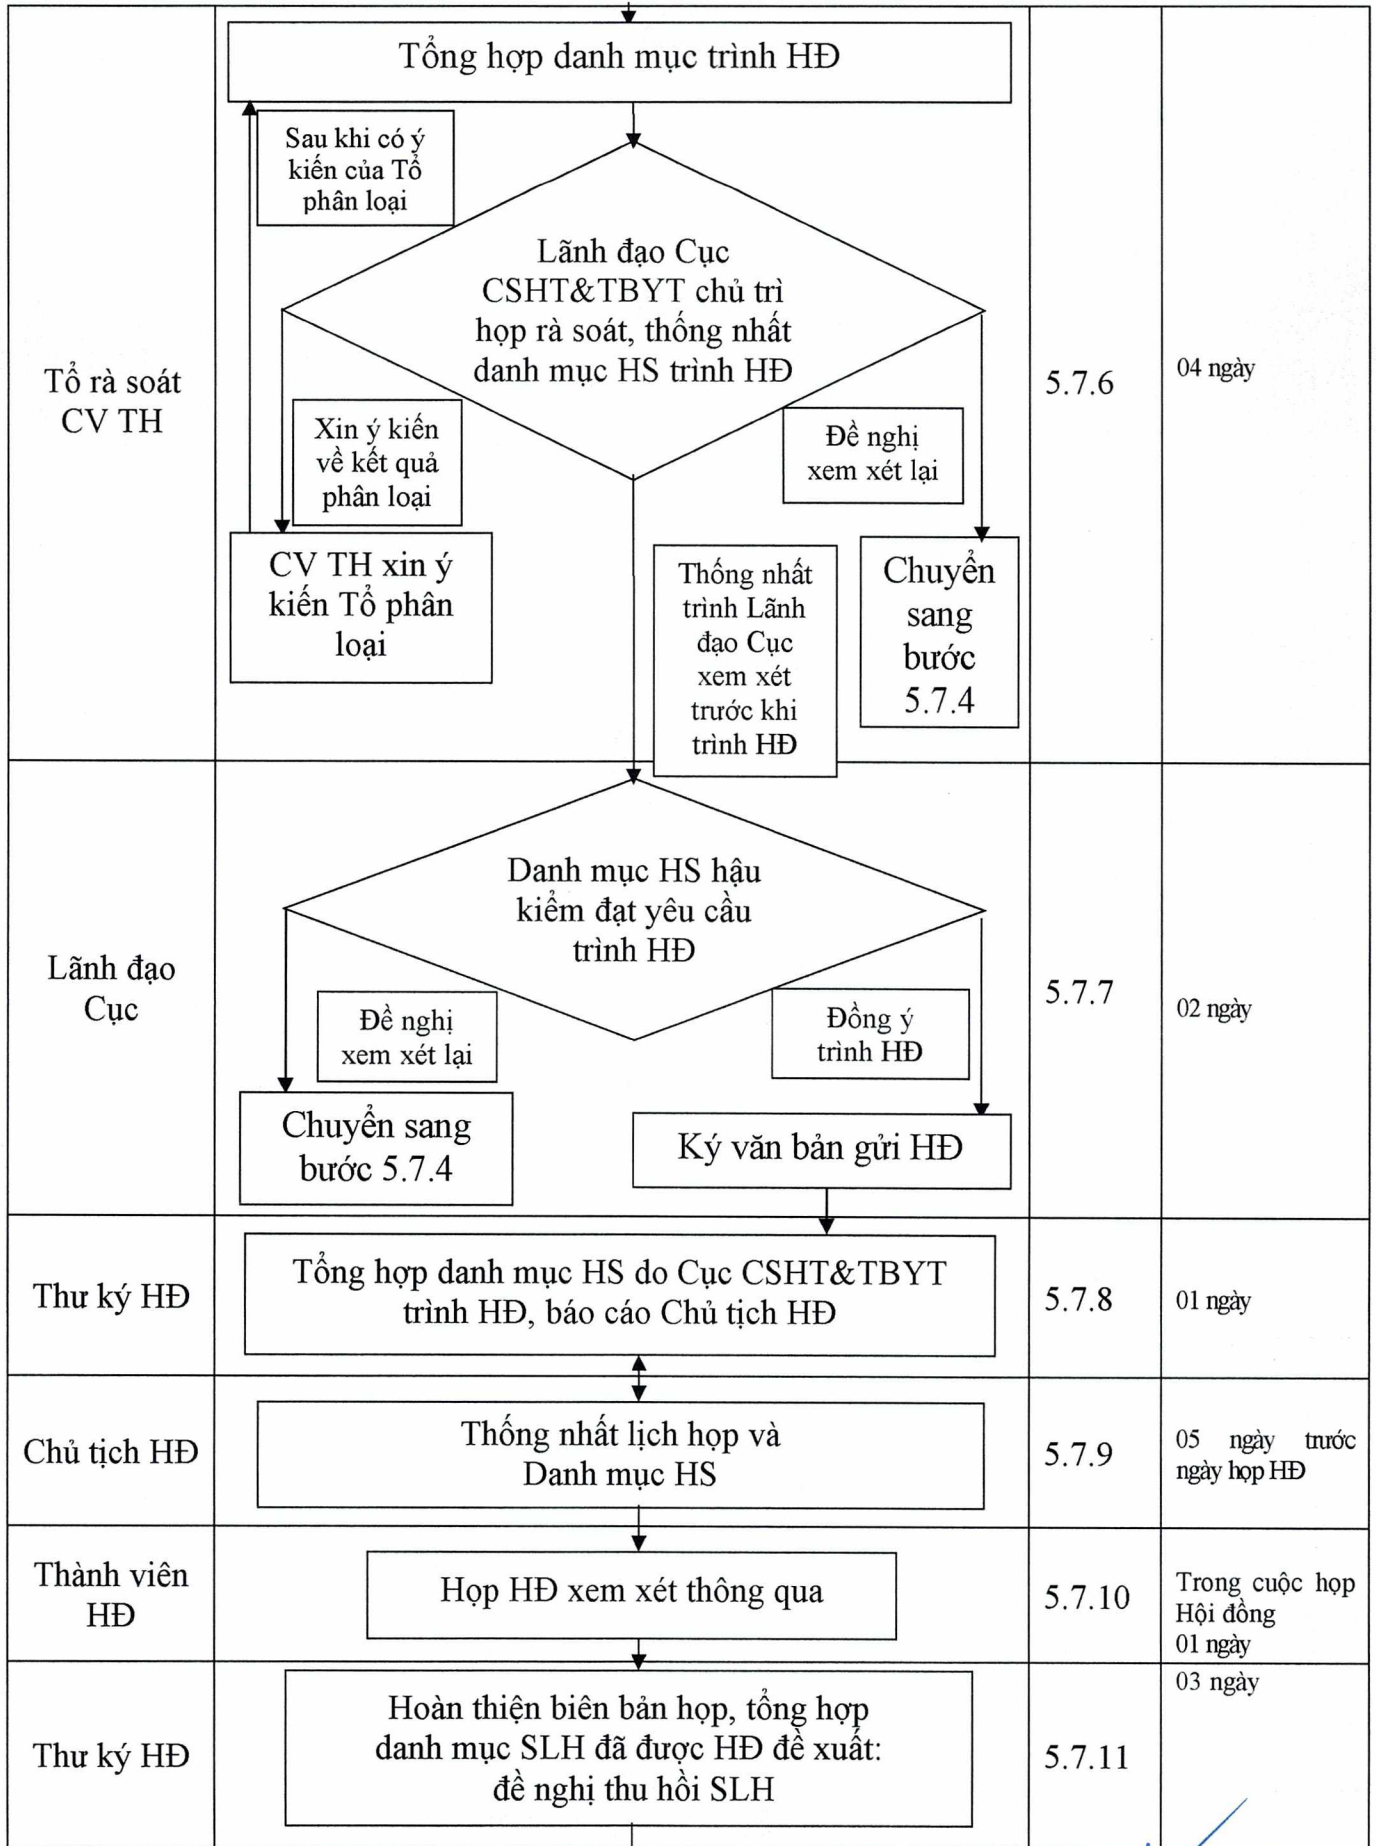 Tổng hợp danh mục trình HĐ
Sau khi có ý
kiến của Tổ
phân loại
Lãnh đạo Cục
CSHT&TBYT chủ trì
họp rà soát, thống nhất
danh mục HS trình HĐ
Tổ rà soát
CV TH
5.7.6
04 ngày
Xin ý kiến
về kết quả
phân loại
Đề nghị
xem xét lại
CV TH xin ý
kiến Tổ phân
loại
Thống nhất
trình Lãnh
đạo Cục
xem xét
trước khi
trình HĐ
Chuyển
sang
bước
5.7.4
Lãnh đạo
Cục
Danh mục HS hậu
kiểm đạt yêu cầu
trình HĐ
5.7.7
02 ngày
Đề nghị
xem xét lại
Đồng ý
trình HĐ
Chuyển sang
bước 5.7.4
Ký văn bản gửi HĐ
Thư ký HĐ
Tổng hợp danh mục HS do Cục CSHT&TBYT
trình HĐ, báo cáo Chủ tịch HĐ
5.7.8
01 ngày
Chủ tịch HĐ
Thống nhất lịch họp và
Danh mục HS
5.7.9
05 ngày trước
ngày họp HĐ
Thành viên
HĐ
Họp HĐ xem xét thông qua
5.7.10
Trong cuộc họp
Hội đồng
01 ngày
Thư ký HĐ
Hoàn thiện biên bản họp, tổng hợp
danh mục SLH đã được HĐ đề xuất:
đề nghị thu hồi SLH
5.7.11
03 ngày